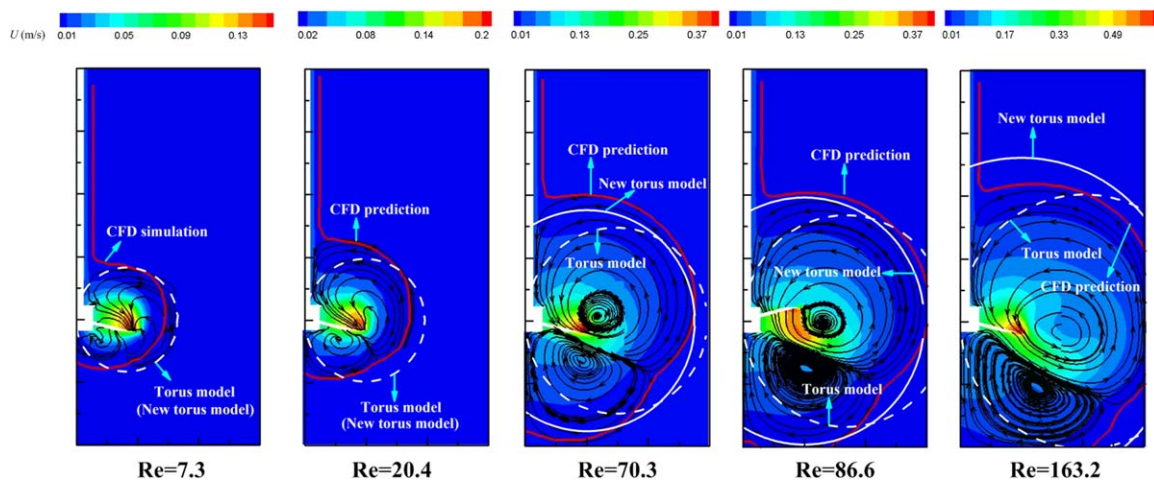 U (m/s)
0.01 0.05 0.09 0.13
0.02 0.08 0.14 0.2
0.01 0.13 0.25 0.37
0.01 0.13 0.25 0.37
0.01 0.17 0.33 0.49
CFD simulation
Torus model
(New torus model)
Re=7.3
CFD prediction
Torus model
(New torus model)
Re=20.4
CFD prediction
New torus model
Torus model
Re=70.3
CFD prediction
New torus model
Torus model
Re=86.6
New torus model
Torus model
CFD prediction
Re=163.2